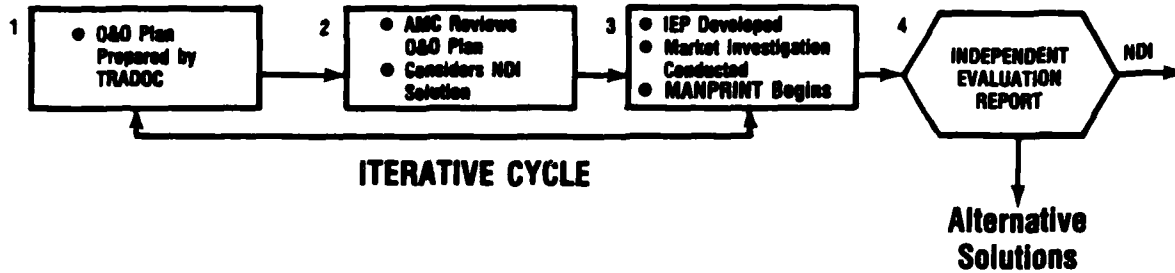 1
● O&O Plan
Prepared by
TRADOC
2
● AMC Reviews
O&O Plan
● Considers NDI
Solution
3
● IEP Developed
● Market Investigation
Conducted
● MANPRINT Begins
4
INDEPENDENT
EVALUATION
REPORT
NDI
ITERATIVE CYCLE
Alternative
Solutions